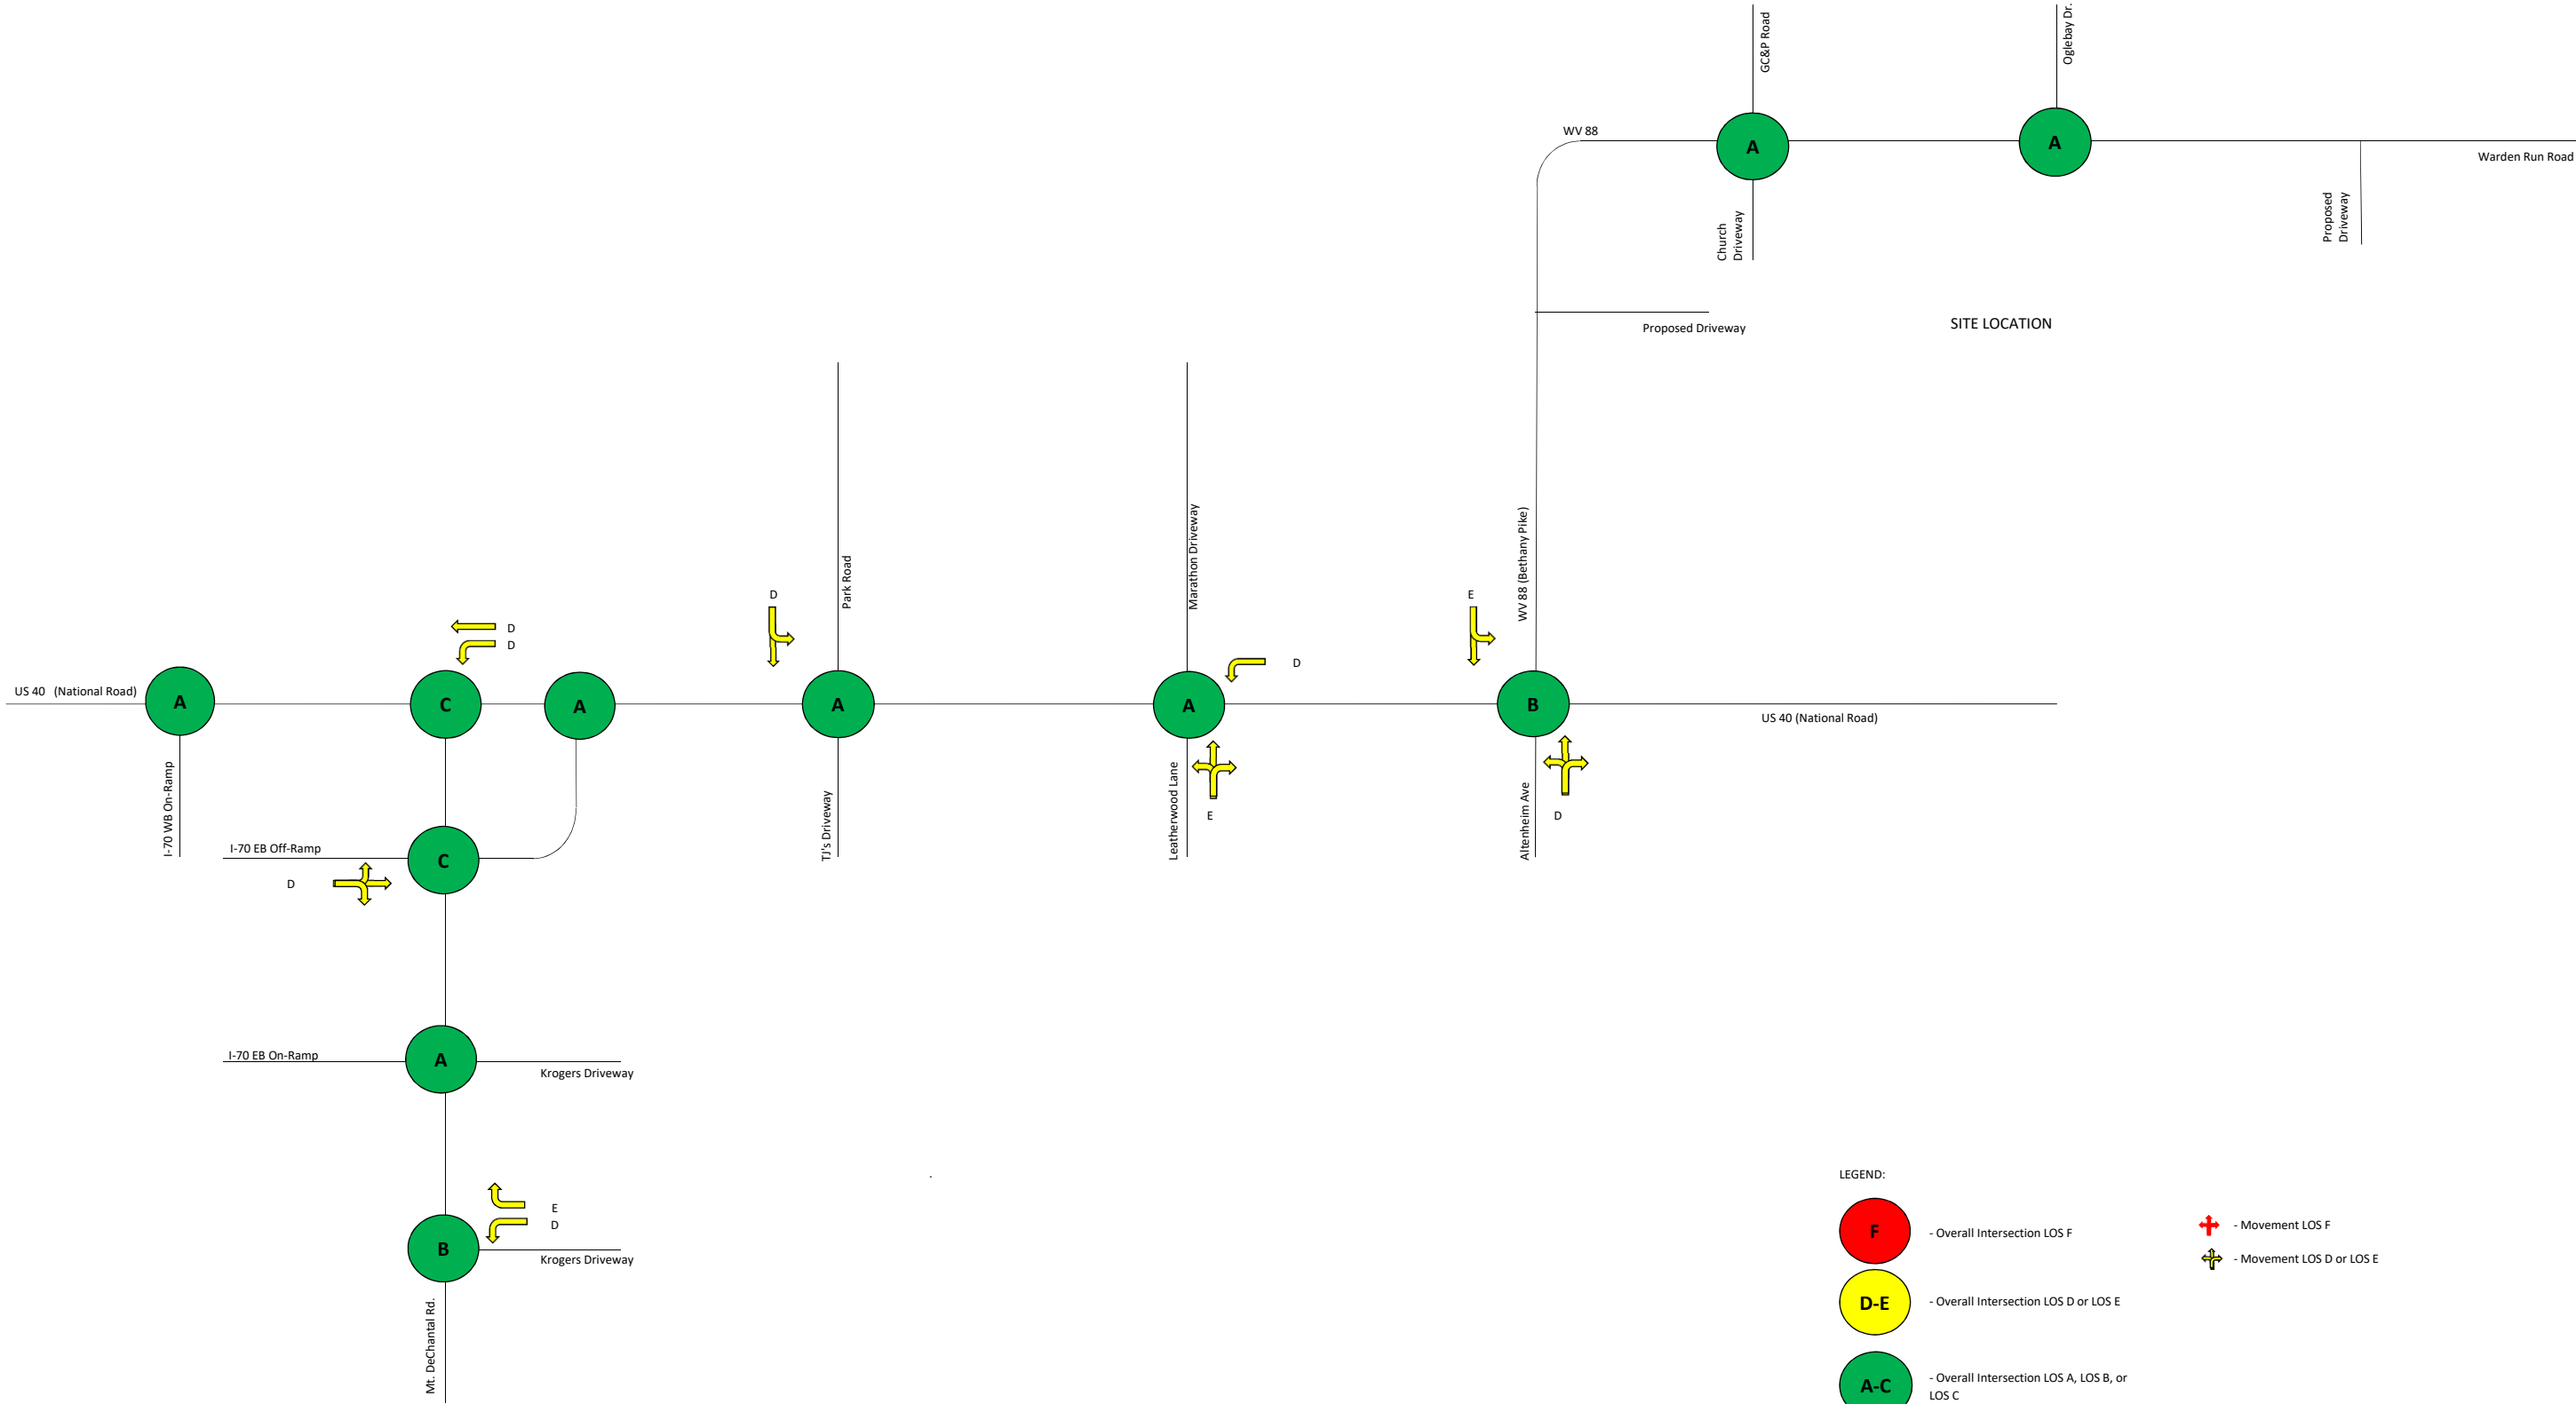 GC&P Road
Oglebay Dr.
WV 88
A
A
Warden Run Road
Church
Driveway
Proposed
Driveway
Proposed Driveway
SITE LOCATION
Park Road
Marathon Driveway
WV 88 (Bethany Pike)
D
E
D
D
D
US 40   (National Road)
A
C
A
A
A
B
US 40 (National Road)
I-70 WB On-Ramp
TJ's Driveway
Leatherwood Lane
Altenheim Ave
E
D
I-70 EB Off-Ramp
C
D
I-70 EB On-Ramp
A
Krogers Driveway
E
D
B
Krogers Driveway
Mt. DeChantal Rd.
LEGEND:
F
- Overall Intersection LOS F
- Movement LOS F
- Movement LOS D or LOS E
D-E
- Overall Intersection LOS D or LOS E
A-C
- Overall Intersection LOS A, LOS B, or
LOS C